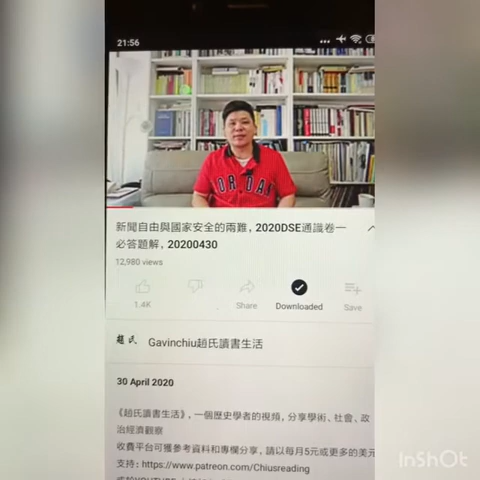 21:56
JORDAN
新聞自由與國家安全的兩難，2020DSE通識卷一
必答題解，20200430
12,980 views
1.4K
Share
Downloaded
Save
趙氏
Gavinchiu趙氏讀書生活
30 April 2020
《趙氏讀書生活》，一個歷史學者的視頻，分享學術、社會、政
治經濟觀察
收費平台可獲參考資料和專欄分享，請以每月5元或更多的美元
支持：https://www.patreon.com/Chiusreading
InShOt